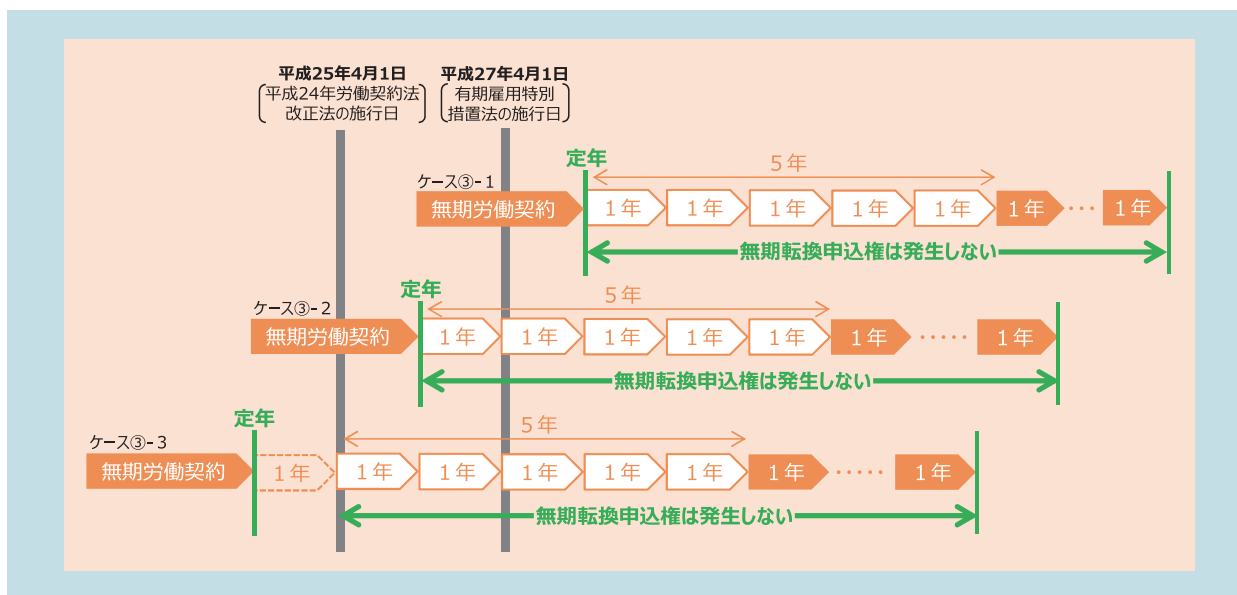 平成25年4月1日
平成24年労働契約法
改正法の施行日
平成27年4月1日
有期雇用特別
措置法の施行日
定年
5年
ケース③-1
無期労働契約
1年
1年
1年
1年
1年
1年
・・・
1年
無期転換申込権は発生しない
定年
5年
ケース③-2
無期労働契約
1年
1年
1年
1年
1年
1年
・・・・・
1年
無期転換申込権は発生しない
定年
5年
ケース③-3
無期労働契約
1年
1年
1年
1年
1年
1年
1年
・・・・・
1年
無期転換申込権は発生しない